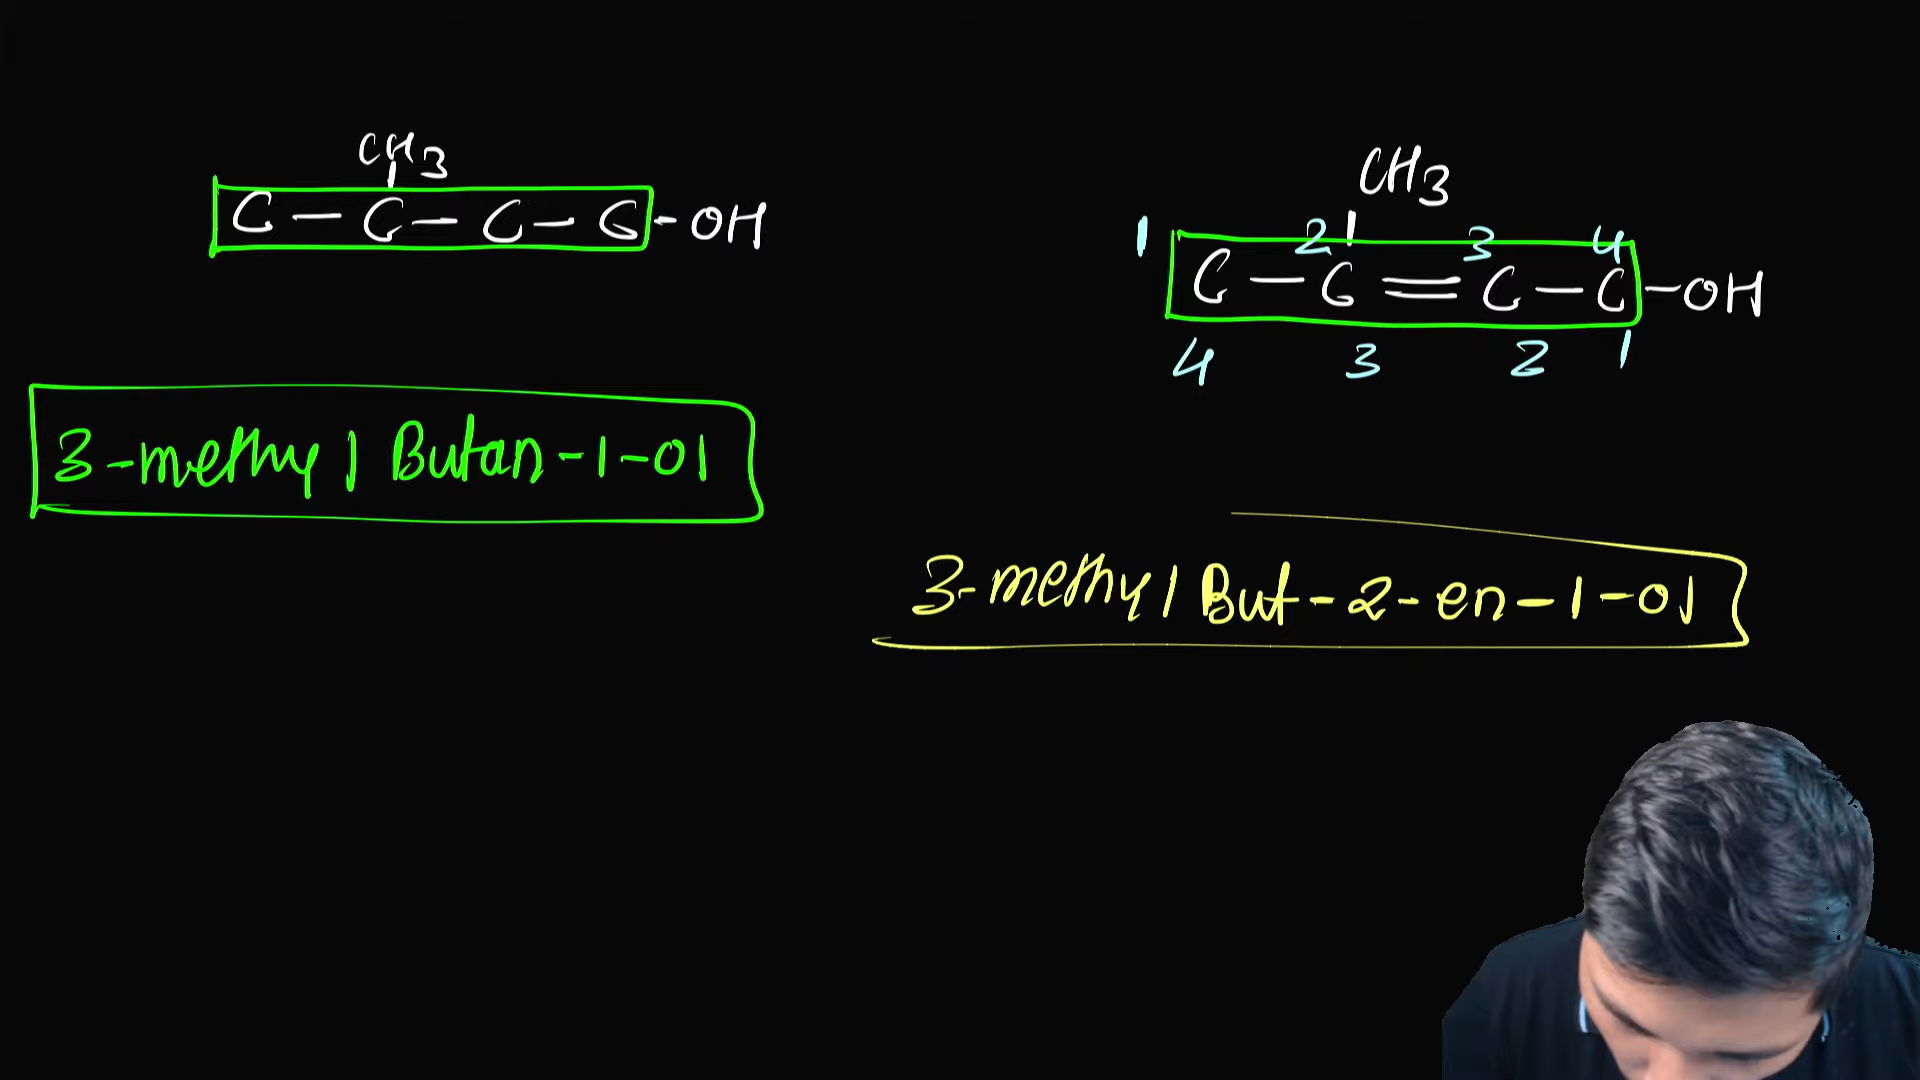 CH3
C - C - C - C - OH
3-methyl Butan-1-ol
CH3
1 2 3 4
C - C = C - C - OH
4 3 2 1
3-methyl But-2-en-1-ol